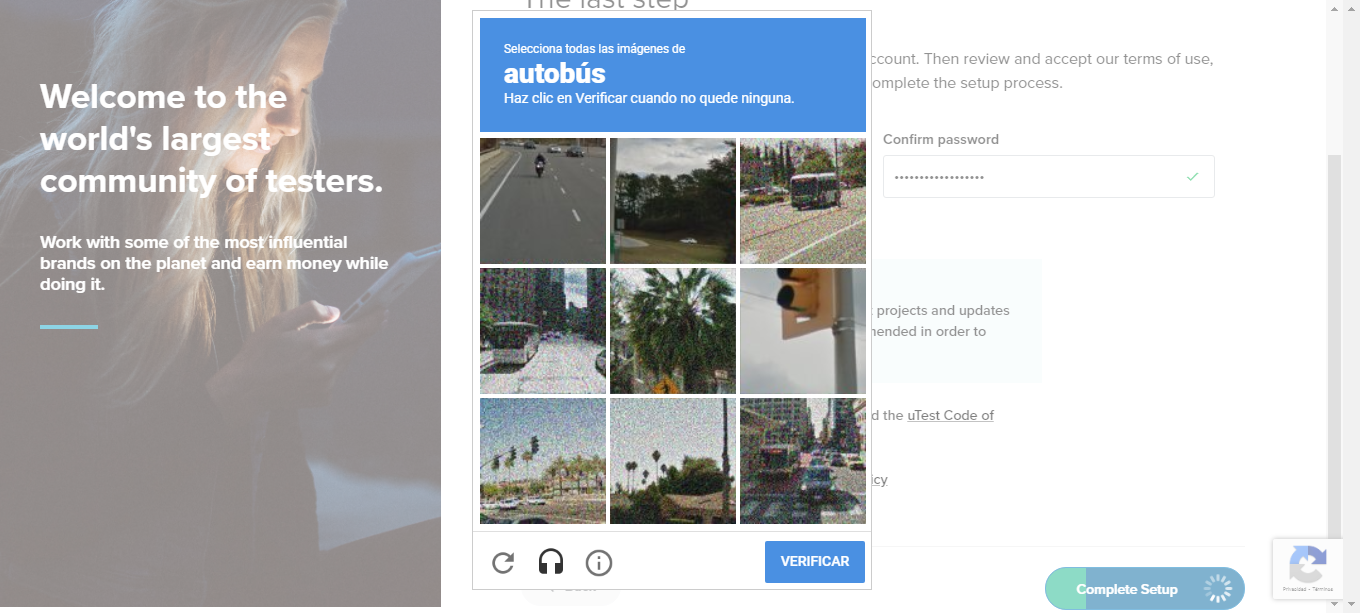 The last step
Welcome to the
world's largest
community of testers.
Work with some of the most influential
brands on the planet and earn money while
doing it.
Selecciona todas las imágenes de
autobús
Haz clic en Verificar cuando no quede ninguna.
VERIFICAR
ccount. Then review and accept our terms of use,
omplete the setup process.
Confirm password
projects and updates
nended in order to
d the uTest Code of
icy
Complete Setup
Privacidad - Términos